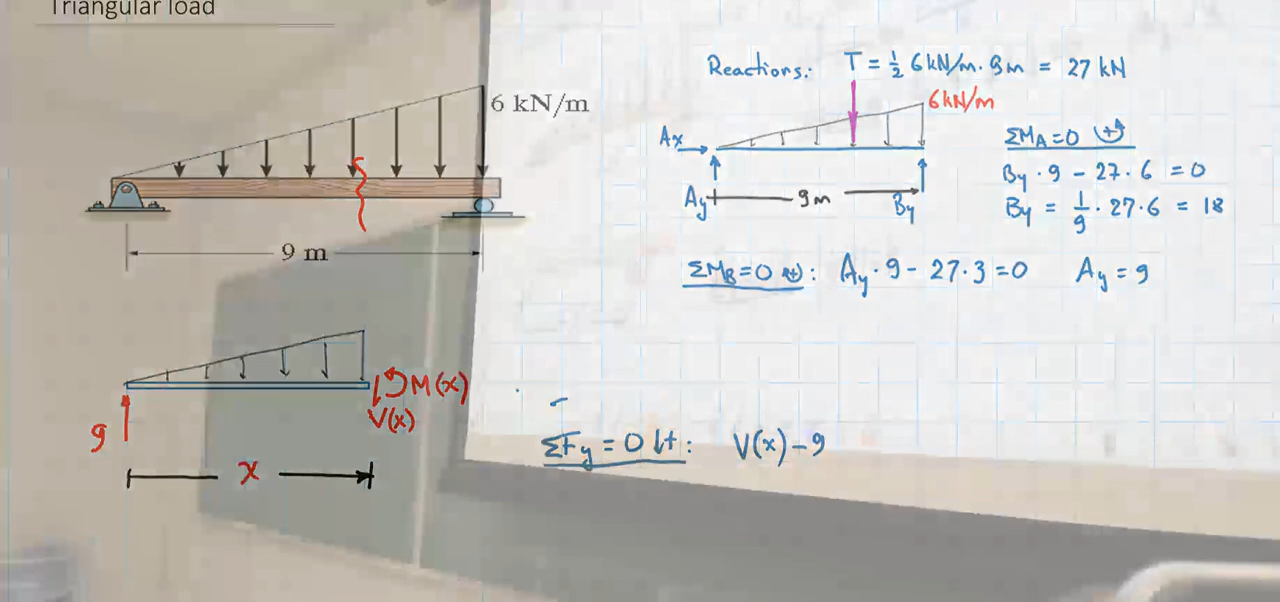 Triangular load
6 kN/m
9 m
9
M(x)
V(x)
x
Reactions: T = ½ 6kN/m · 9m = 27 kN
6kN/m
Ax
Ay
9m
By
ΣMA=0
By · 9 - 27 · 6 = 0
By = 1/9 · 27 · 6 = 18
ΣMB=0 : Ay · 9 - 27 · 3 = 0 Ay = 9
ΣFy = 0 ↓+: V(x) - 9